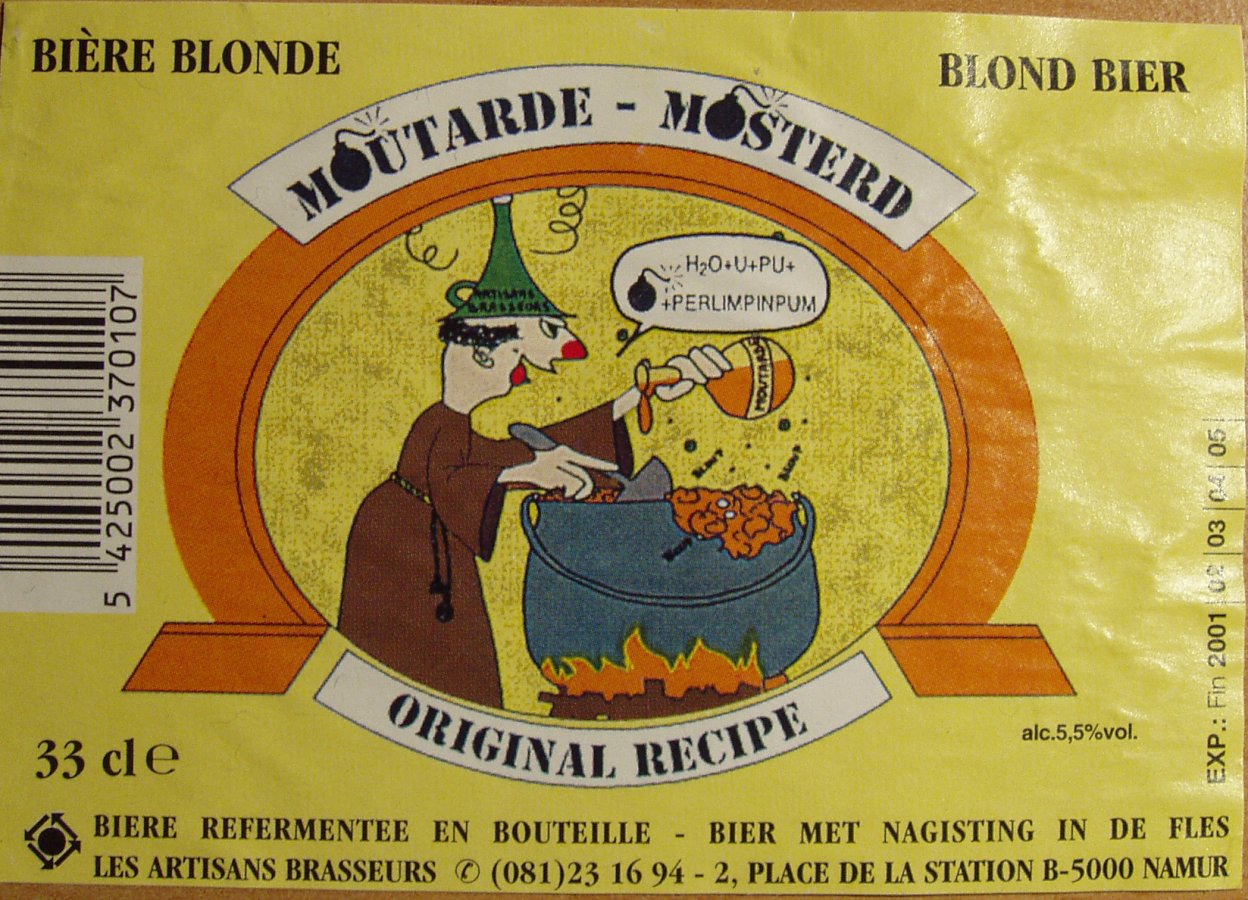 BIÈRE BLONDE
BLOND BIER
MOUTARDE - MOSTERD
ARTISANS
BRASSEURS
H2O+U+PU+
+PERLIMPINPUM
MOUTARDE
5 425002 370107
ORIGINAL RECIPE
alc.5,5%vol.
EXP.: Fin 2001 02 03 04 05
33 cl e
BIERE REFERMENTEE EN BOUTEILLE - BIER MET NAGISTING IN DE FLES
LES ARTISANS BRASSEURS ✆ (081)23 16 94 - 2, PLACE DE LA STATION B-5000 NAMUR